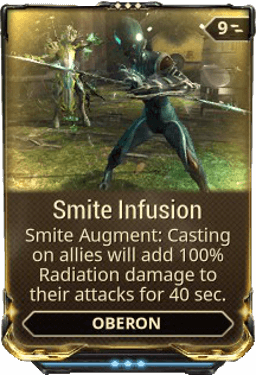 9
Smite Infusion
Smite Augment: Casting
on allies will add 100%
Radiation damage to
their attacks for 40 sec.
OBERON